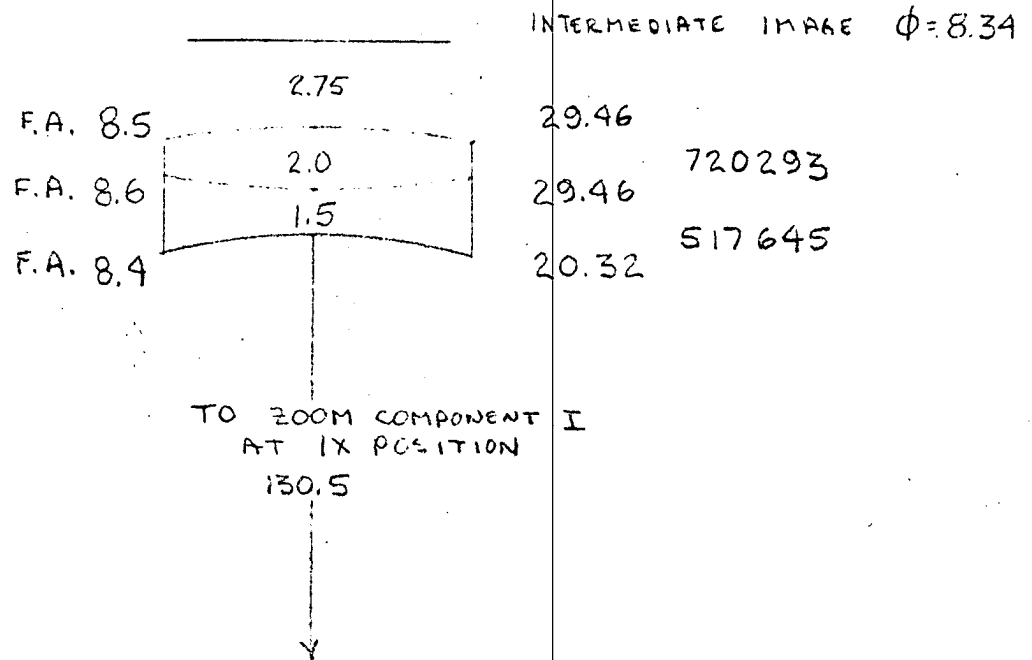 INTERMEDIATE IMAGE ϕ=8.34
2.75
F.A. 8.5 29.46
2.0 720293
F.A. 8.6 29.46
1.5 517645
F.A. 8.4 20.32
TO ZOOM COMPONENT I
AT 1X POSITION
130.5